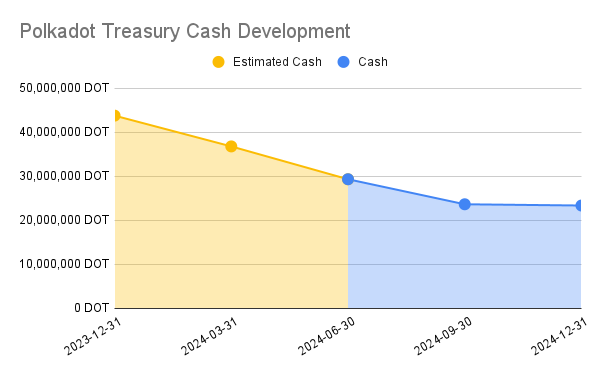 Polkadot Treasury Cash Development
Estimated Cash
Cash
50,000,000 DOT
40,000,000 DOT
30,000,000 DOT
20,000,000 DOT
10,000,000 DOT
0 DOT
2023-12-31
2024-03-31
2024-06-30
2024-09-30
2024-12-31